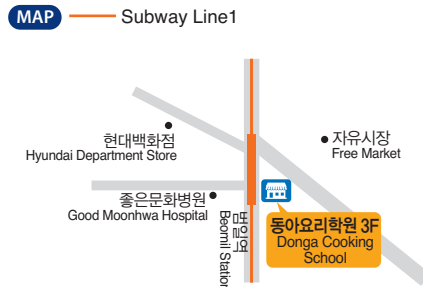 MAP Subway Line1
현대백화점
Hyundai Department Store
자유시장
Free Market
좋은문화병원
Good Moonhwa Hospital
범일역
Beomil Station
동아요리학원 3F
Donga Cooking
School